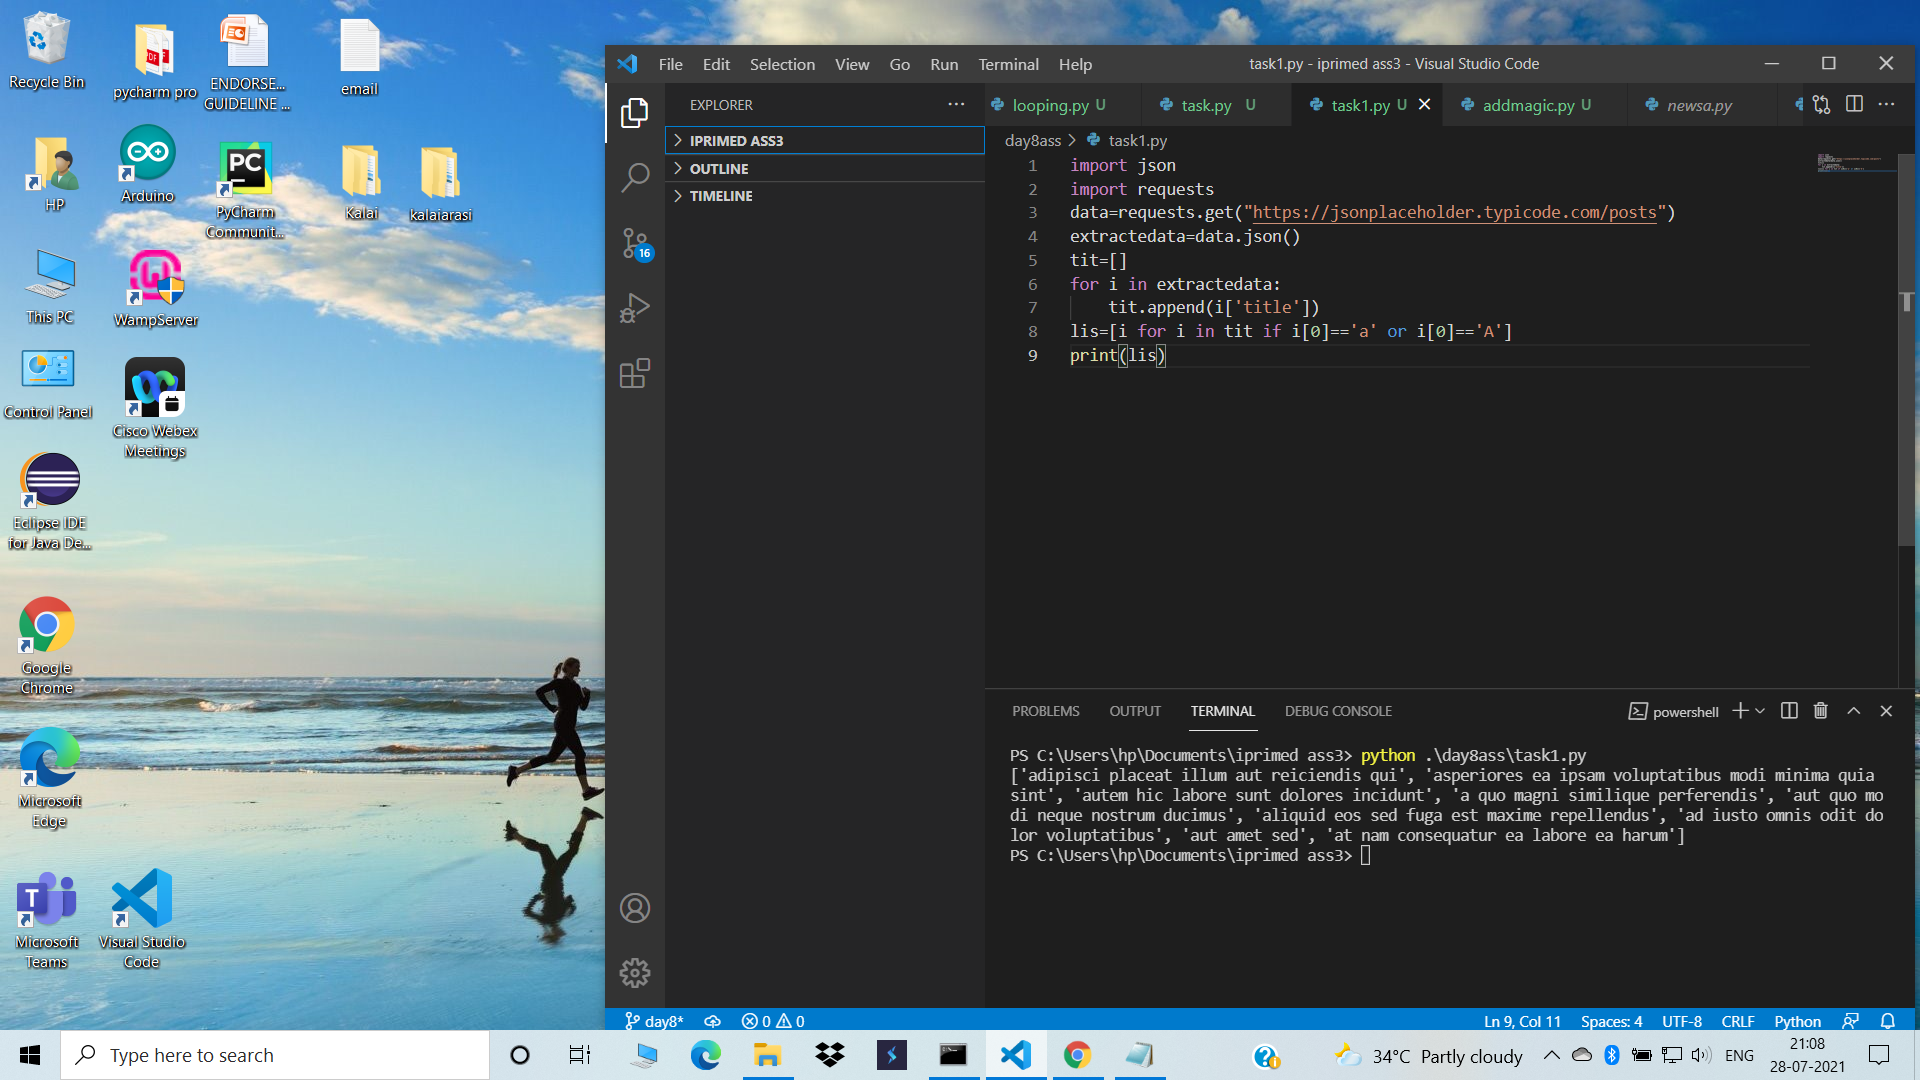 Recycle Bin
pycharm pro
ENDORSE...
GUIDELINE ...
email
HP
Arduino
PyCharm
Communit...
Kalai
kalaiarasi
This PC
WampServer
Control Panel
Cisco Webex
Meetings
Eclipse IDE
for Java De...
Google
Chrome
Microsoft
Edge
Microsoft
Teams
Visual Studio
Code
File Edit Selection View Go Run Terminal Help
task1.py - iprimed ass3 - Visual Studio Code
EXPLORER
IPRIMED ASS3
OUTLINE
TIMELINE
16
looping.py U
task.py U
task1.py U
addmagic.py U
newsa.py
day8ass > task1.py
1 import json
2 import requests
3 data=requests.get("https://jsonplaceholder.typicode.com/posts")
4 extractedata=data.json()
5 tit=[]
6 for i in extractedata:
7 tit.append(i['title'])
8 lis=[i for i in tit if i[0]=='a' or i[0]=='A']
9 print(lis)
PROBLEMS OUTPUT TERMINAL DEBUG CONSOLE
powershell
PS C:\Users\hp\Documents\iprimed ass3> python .\day8ass\task1.py
['adipisci placeat illum aut reiciendis qui', 'asperiores ea ipsam voluptatibus modi minima quia
sint', 'autem hic labore sunt dolores incidunt', 'a quo magni similique perferendis', 'aut quo mo
di neque nostrum ducimus', 'aliquid eos sed fuga est maxime repellendus', 'ad iusto omnis odit do
lor voluptatibus', 'aut amet sed', 'at nam consequatur ea labore ea harum']
PS C:\Users\hp\Documents\iprimed ass3>
day8* 0 0
Ln 9, Col 11 Spaces: 4 UTF-8 CRLF Python
Type here to search
34°C Partly cloudy
ENG
21:08
28-07-2021